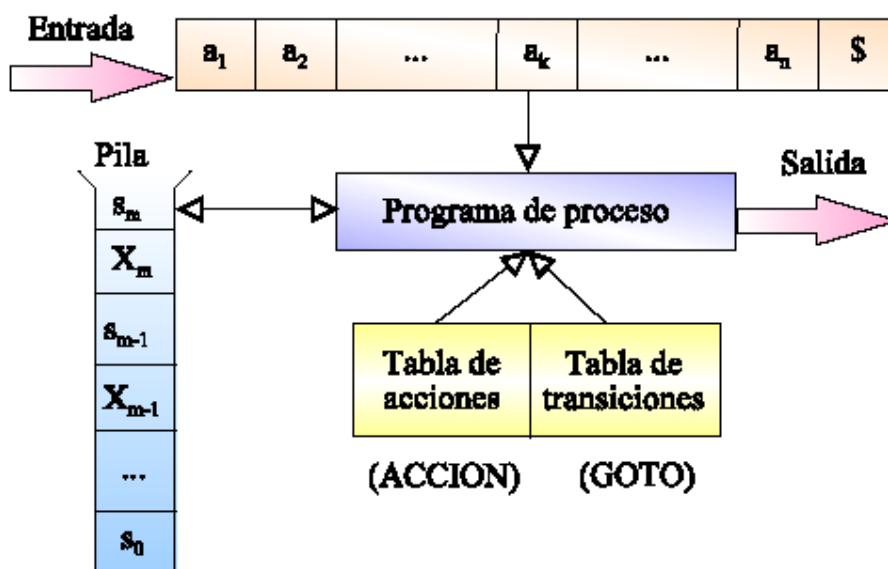 Entrada
a1 a2 ... ak ... an $
Pila
Salida
sm
Programa de proceso
Xm
sm-1
Tabla de acciones
Tabla de transiciones
Xm-1
(ACCION) (GOTO)
...
s0